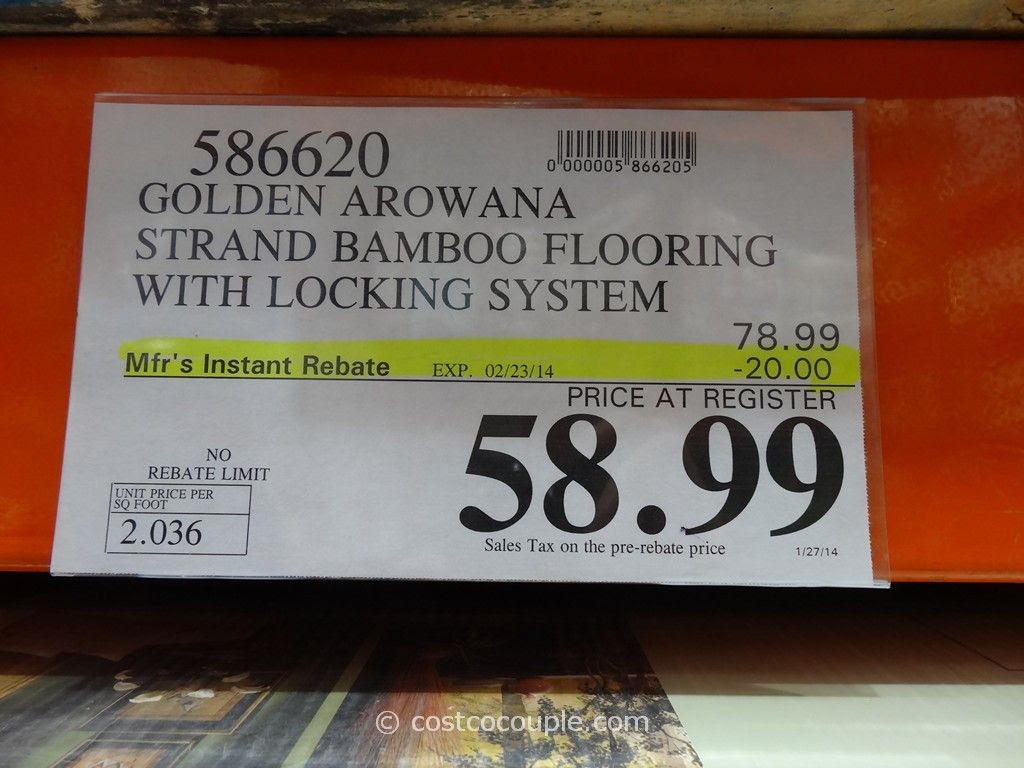 586620
0 000005 866205
GOLDEN AROWANA
STRAND BAMBOO FLOORING
WITH LOCKING SYSTEM
78.99
Mfr's Instant Rebate EXP. 02/23/14 -20.00
PRICE AT REGISTER
58.99
NO
REBATE LIMIT
UNIT PRICE PER
SQ FOOT
2.036
Sales Tax on the pre-rebate price
1/27/14
© costcocouple.com